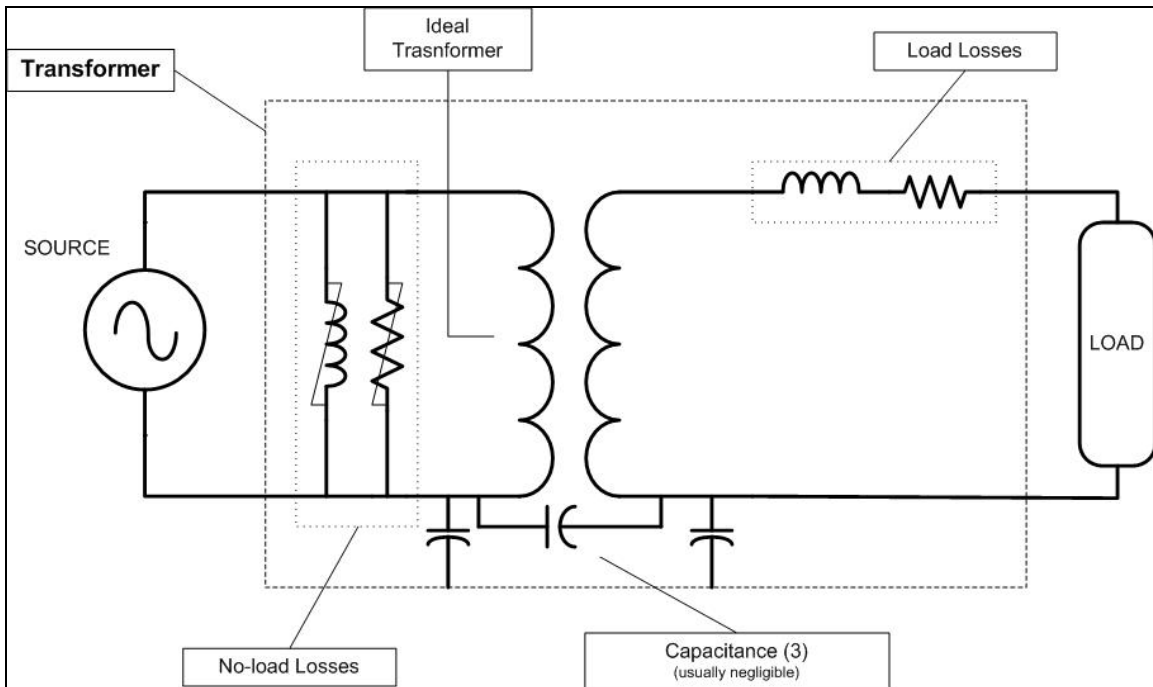 Ideal
Trasnformer
Load Losses
Transformer
SOURCE
LOAD
No-load Losses
Capacitance (3)
(usually negligible)